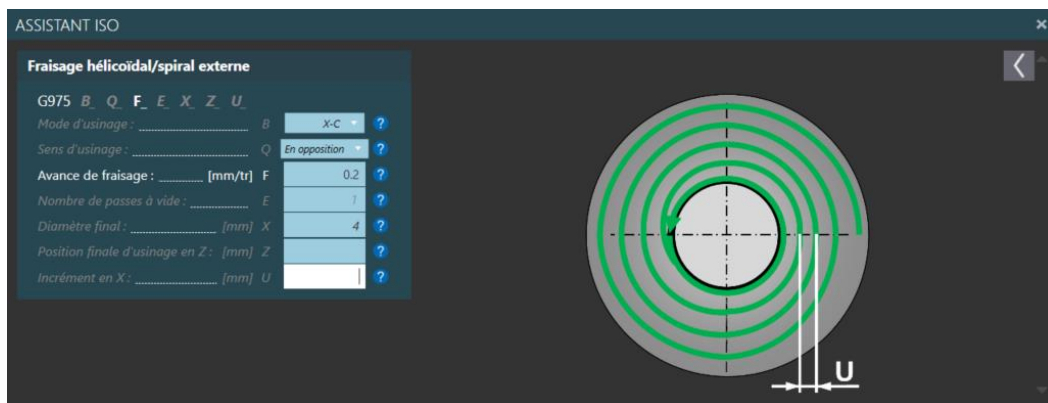 ASSISTANT ISO ×
Fraisage hélicoïdal/spiral externe
G975 B_ Q_ F_ E_ X_ Z_ U_
Mode d'usinage : B X-C ?
Sens d'usinage : Q En opposition ?
Avance de fraisage : [mm/tr] F 0.2 ?
Nombre de passes à vide : E 1 ?
Diamètre final : [mm] X 4 ?
Position finale d'usinage en Z : [mm] Z ?
Incrément en X : [mm] U ?
U